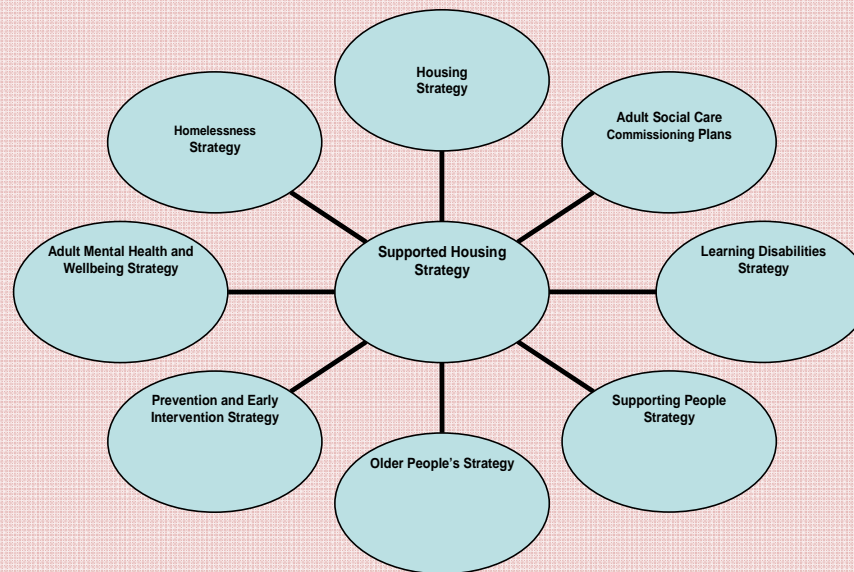 Housing
Strategy
Homelessness
Strategy
Adult Social Care
Commissioning Plans
Adult Mental Health and
Wellbeing Strategy
Supported Housing
Strategy
Learning Disabilities
Strategy
Prevention and Early
Intervention Strategy
Supporting People
Strategy
Older People's Strategy